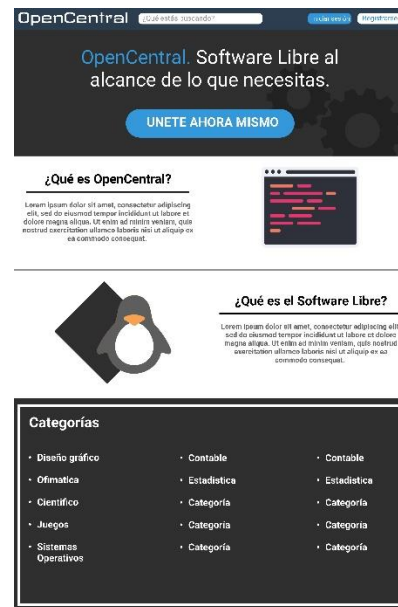 OpenCentral ¿Qué estás buscando? Iniciar sesión Registrarse
OpenCentral. Software Libre al
alcance de lo que necesitas.
UNETE AHORA MISMO
¿Qué es OpenCentral?
Lorem ipsum dolor sit amet, consectetur adipiscing
elit, sed do eiusmod tempor incididunt ut labore et
dolore magna aliqua. Ut enim ad minim veniam, quis
nostrud exercitation ullamco laboris nisi ut aliquip ex
ea commodo consequat.
¿Qué es el Software Libre?
Lorem ipsum dolor sit amet, consectetur adipiscing elit,
sed do eiusmod tempor incididunt ut labore et dolore
magna aliqua. Ut enim ad minim veniam, quis nostrud
exercitation ullamco laboris nisi ut aliquip ex ea
commodo consequat.
Categorías
• Diseño gráfico • Contable • Contable
• Ofimatica • Estadistica • Estadistica
• Cientifico • Categoría • Categoría
• Juegos • Categoría • Categoría
• Sistemas • Categoría • Categoría
Operativos